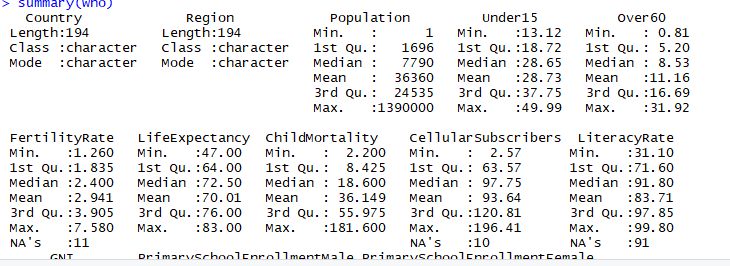 > summary(who)
Country Region Population Under15 Over60
Length:194 Length:194 Min. : 1 Min. :13.12 Min. : 0.81
Class :character Class :character 1st Qu.: 1696 1st Qu.:18.72 1st Qu.: 5.20
Mode :character Mode :character Median : 7790 Median :28.65 Median : 8.53
Mean : 36360 Mean :28.73 Mean :11.16
3rd Qu.: 24535 3rd Qu.:37.75 3rd Qu.:16.69
Max. :1390000 Max. :49.99 Max. :31.92
FertilityRate LifeExpectancy ChildMortality CellularSubscribers LiteracyRate
Min. :1.260 Min. :47.00 Min. : 2.200 Min. : 2.57 Min. :31.10
1st Qu.:1.835 1st Qu.:64.00 1st Qu.: 8.425 1st Qu.: 63.57 1st Qu.:71.60
Median :2.400 Median :72.50 Median : 18.600 Median : 97.75 Median :91.80
Mean :2.941 Mean :70.01 Mean : 36.149 Mean : 93.64 Mean :83.71
3rd Qu.:3.905 3rd Qu.:76.00 3rd Qu.: 55.975 3rd Qu.:120.81 3rd Qu.:97.85
Max. :7.580 Max. :83.00 Max. :181.600 Max. :196.41 Max. :99.80
NA's :11 NA's :10 NA's :91
GNI PrimarySchoolEnrollmentMale PrimarySchoolEnrollmentFemale